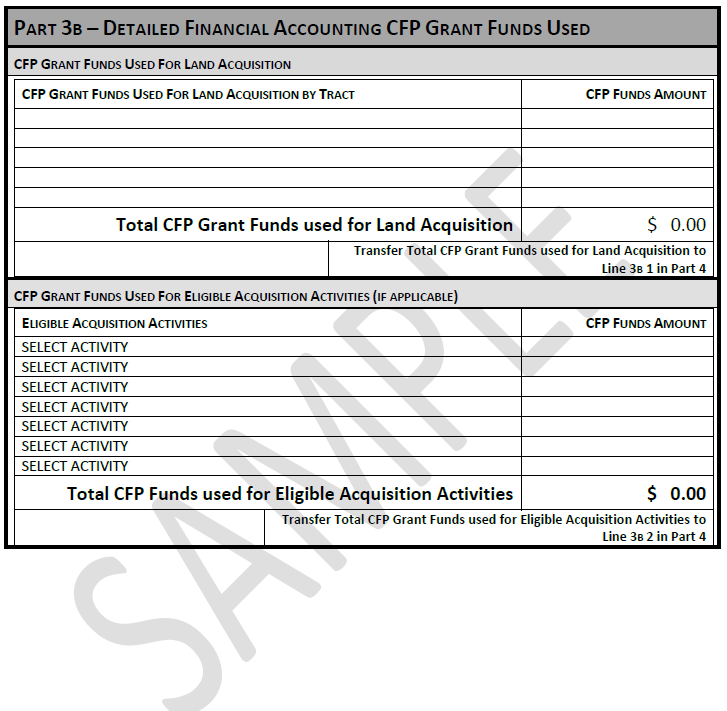 PART 3B – DETAILED FINANCIAL ACCOUNTING CFP GRANT FUNDS USED
CFP GRANT FUNDS USED FOR LAND ACQUISITION
CFP GRANT FUNDS USED FOR LAND ACQUISITION BY TRACT CFP FUNDS AMOUNT
Total CFP Grant Funds used for Land Acquisition $ 0.00
Transfer Total CFP Grant Funds used for Land Acquisition to
Line 3B 1 in Part 4
CFP GRANT FUNDS USED FOR ELIGIBLE ACQUISITION ACTIVITIES (IF APPLICABLE)
ELIGIBLE ACQUISITION ACTIVITIES CFP FUNDS AMOUNT
SELECT ACTIVITY
SELECT ACTIVITY
SELECT ACTIVITY
SELECT ACTIVITY
SELECT ACTIVITY
SELECT ACTIVITY
SELECT ACTIVITY
Total CFP Funds used for Eligible Acquisition Activities $ 0.00
Transfer Total CFP Grant Funds used for Eligible Acquisition Activities to
Line 3B 2 in Part 4
SAMPLE